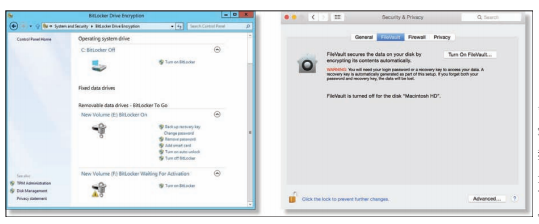 BitLocker Drive Encryption
System and Security
BitLocker Drive Encryption
Search Control Panel
Control Panel Home
Operating system drive
C: BitLocker Off
Turn on BitLocker
Fixed data drives
Removable data drives - BitLocker To Go
New Volume (E:) BitLocker On
Back up recovery key
Change password
Remove password
Add smart card
Turn on auto-unlock
Turn off BitLocker
New Volume (F:) BitLocker Waiting For Activation
Turn on BitLocker
See also
TPM Administration
Disk Management
Privacy statement
Security & Privacy
Search
General
FileVault
Firewall
Privacy
FileVault secures the data on your disk by
encrypting its contents automatically.
Turn On FileVault...
WARNING: You will need your login password or a recovery key to access your data. A
recovery key is automatically generated as part of this setup. If you forget both your
password and recovery key, the data will be lost.
FileVault is turned off for the disk "Macintosh HD".
Click the lock to prevent further changes.
Advanced...
?